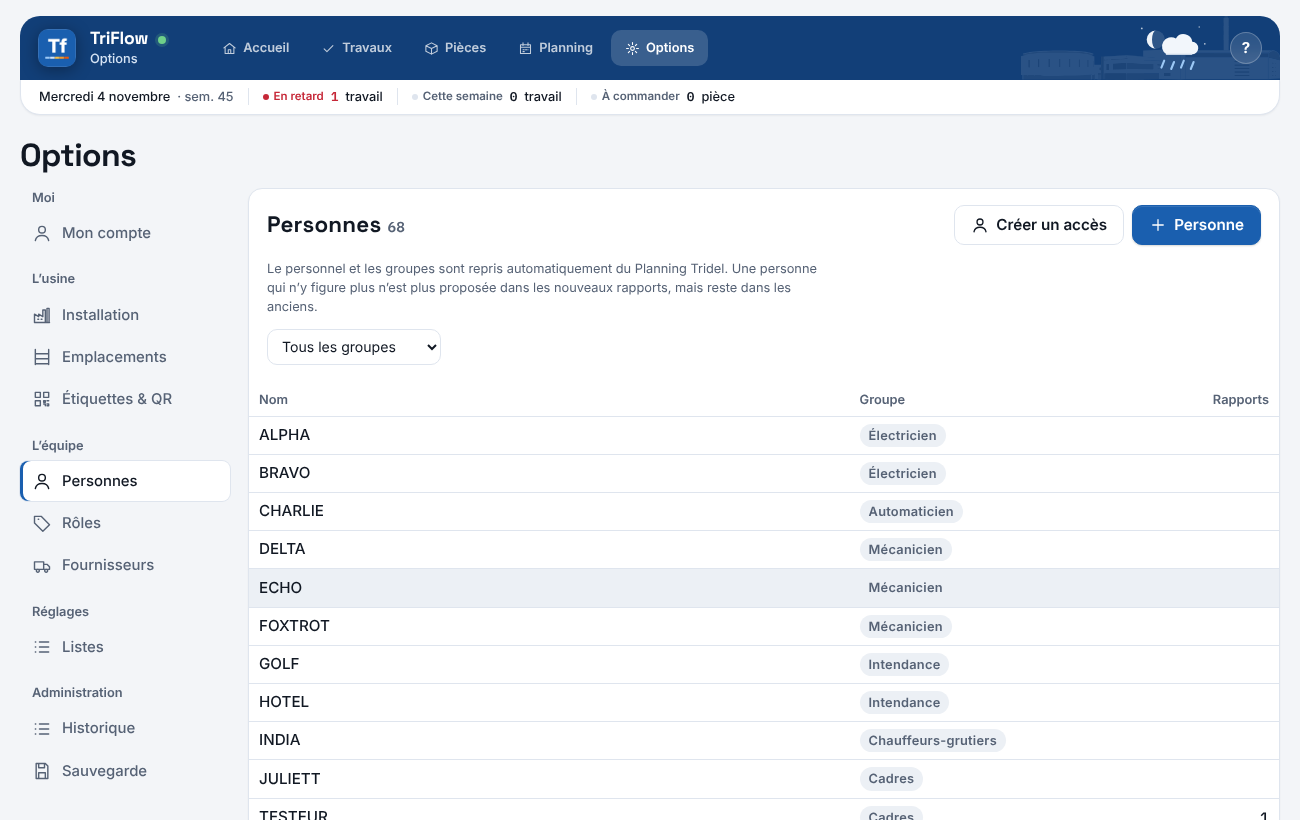 Tf
TriFlow
Options
Accueil
Travaux
Pièces
Planning
Options
?
Mercredi 4 novembre · sem. 45
En retard 1 travail
Cette semaine 0 travail
À commander 0 pièce
Options
Moi
Mon compte
L’usine
Installation
Emplacements
Étiquettes & QR
L’équipe
Personnes
Rôles
Fournisseurs
Réglages
Listes
Administration
Historique
Sauvegarde
Personnes 68
Créer un accès
Personne
Le personnel et les groupes sont repris automatiquement du Planning Tridel. Une personne
qui n’y figure plus n’est plus proposée dans les nouveaux rapports, mais reste dans les
anciens.
Tous les groupes
Nom Groupe Rapports
ALPHA Électricien
BRAVO Électricien
CHARLIE Automaticien
DELTA Mécanicien
ECHO Mécanicien
FOXTROT Mécanicien
GOLF Intendance
HOTEL Intendance
INDIA Chauffeurs-grutiers
JULIETT Cadres
TESTEUR Cadres 1